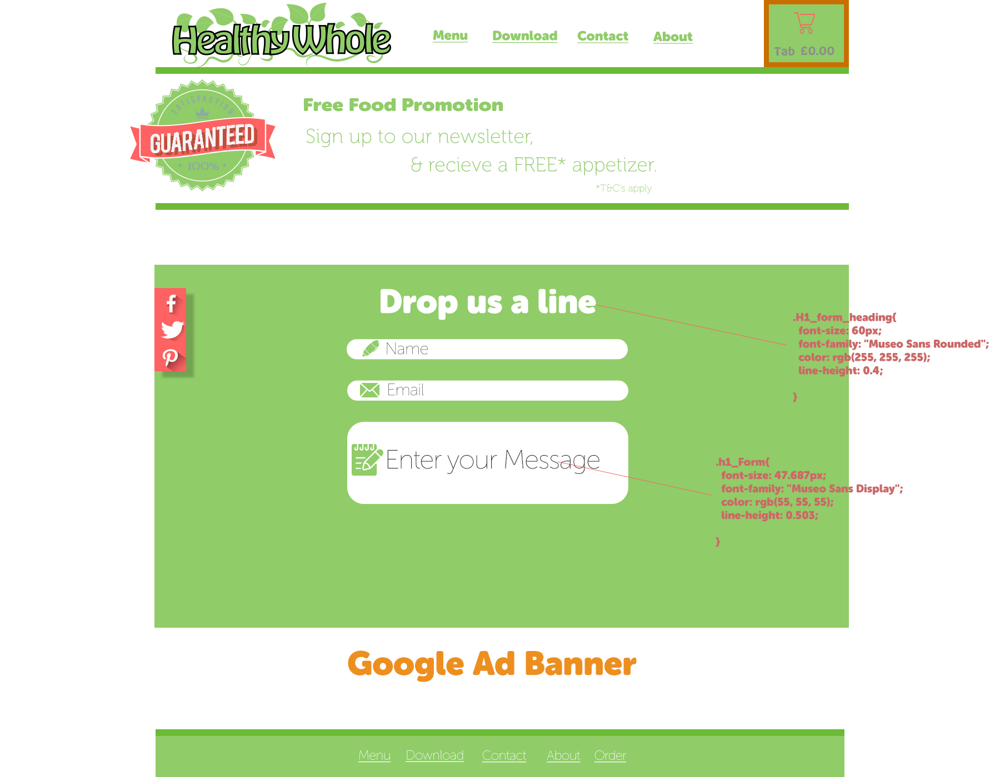 Healthy Whole
Menu Download Contact About
Tab £0.00
SATISFACTION
GUARANTEED
* 100% *
Free Food Promotion
Sign up to our newsletter,
& recieve a FREE* appetizer.
*T&C's apply
Drop us a line
Name
Email
Enter your Message
.H1_form_heading{
font-size: 60px;
font-family: "Museo Sans Rounded";
color: rgb(255, 255, 255);
line-height: 0.4;
}
.h1_Form{
font-size: 47.687px;
font-family: "Museo Sans Display";
color: rgb(55, 55, 55);
line-height: 0.503;
}
Google Ad Banner
Menu Download Contact About Order